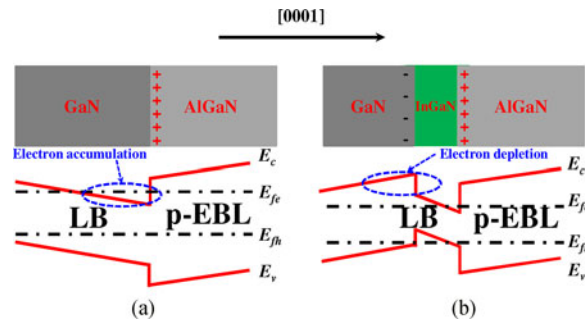 [0001]
GaN
AlGaN
+
+
+
+
+
+
Electron accumulation
Ec
Efe
LB
p-EBL
Efh
Ev
(a)
-
-
-
-
-
-
GaN
InGaN
AlGaN
+
+
+
+
+
+
Electron depletion
Ec
LB
p-EBL
Ev
(b)